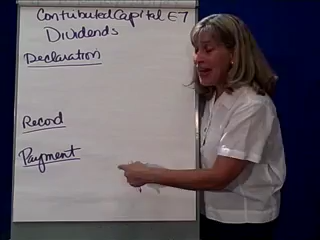 Contributed Capital E7
Dividends
Declaration
Record
Payment